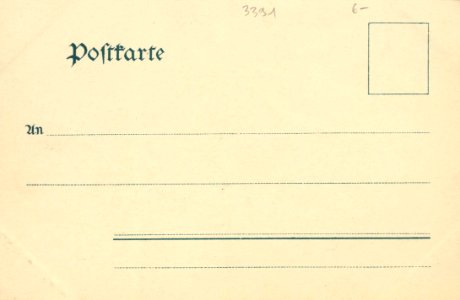 3391 6-
Postkarte
An